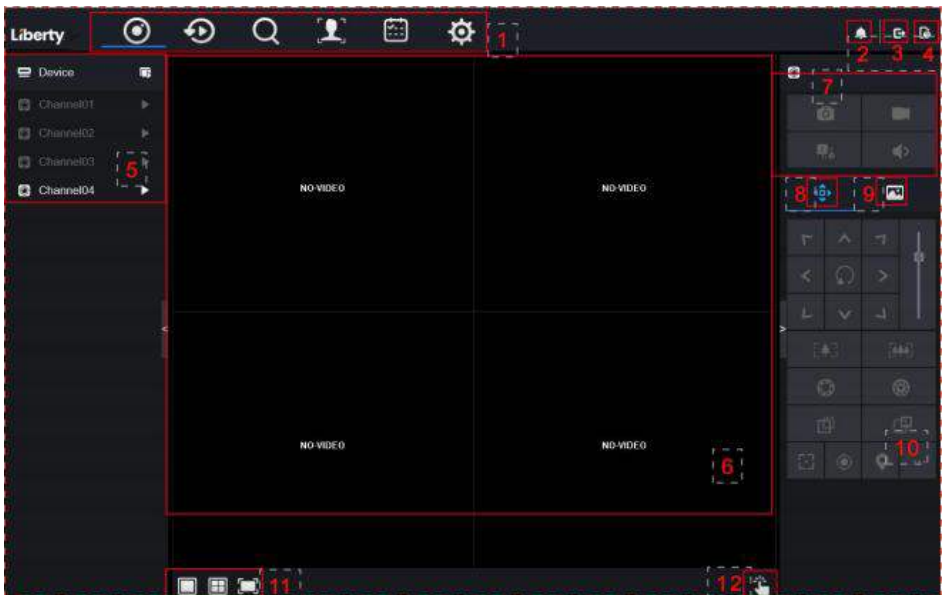 Liberty
1
2
3
4
Device
Channel01
Channel02
Channel03
Channel04
5
NO-VIDEO
NO-VIDEO
7
8
9
NO-VIDEO
NO-VIDEO
6
10
11
12